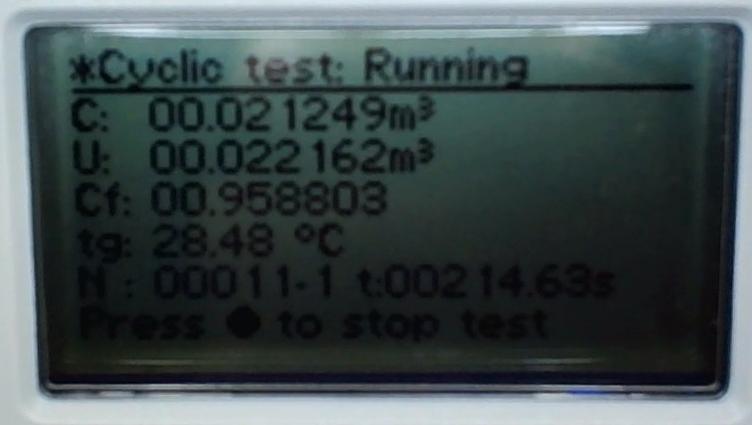 *Cyclic test: Running
C: 00.021249m³
U: 00.022162m³
Cf: 00.958803
tg: 28.48 °C
N : 00011-1 t:00214.63s
Press ● to stop test